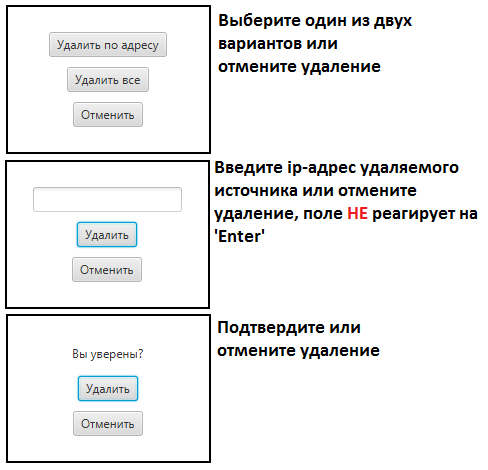 Удалить по адресу
Удалить все
Отменить
Выберите один из двух
вариантов или
отмените удаление
Удалить
Отменить
Введите ip-адрес удаляемого
источника или отмените
удаление, поле НЕ реагирует на
'Enter'
Вы уверены?
Удалить
Отменить
Подтвердите или
отмените удаление